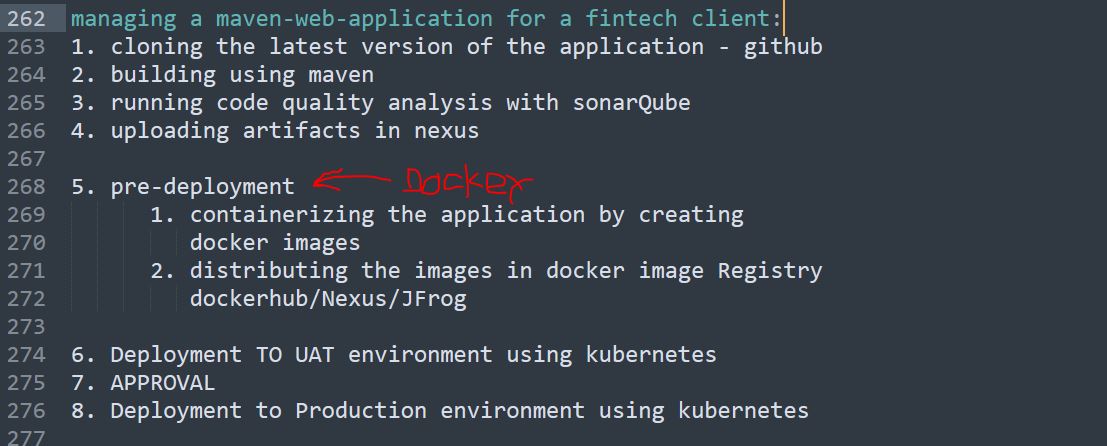 262 managing a maven-web-application for a fintech client:
263 1. cloning the latest version of the application - github
264 2. building using maven
265 3. running code quality analysis with sonarQube
266 4. uploading artifacts in nexus
267
268 5. pre-deployment Docker
269 1. containerizing the application by creating
270 docker images
271 2. distributing the images in docker image Registry
272 dockerhub/Nexus/JFrog
273
274 6. Deployment TO UAT environment using kubernetes
275 7. APPROVAL
276 8. Deployment to Production environment using kubernetes
277